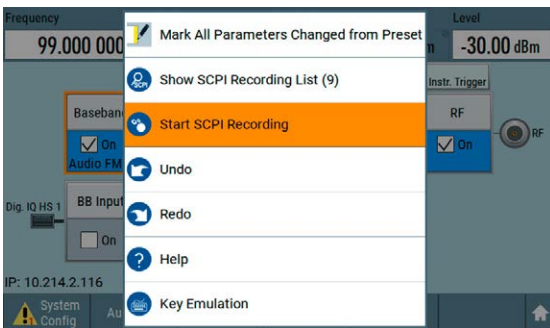 Frequency
Level
99.000 000
-30.00 dBm
Mark All Parameters Changed from Preset
Show SCPI Recording List (9)
Instr. Trigger
Baseban
RF
Start SCPI Recording
On
On
RF
Audio FM
Undo
Dig. IQ HS 1
BB Input
Redo
On
Help
IP: 10.214.2.116
System
Config
Au
Key Emulation